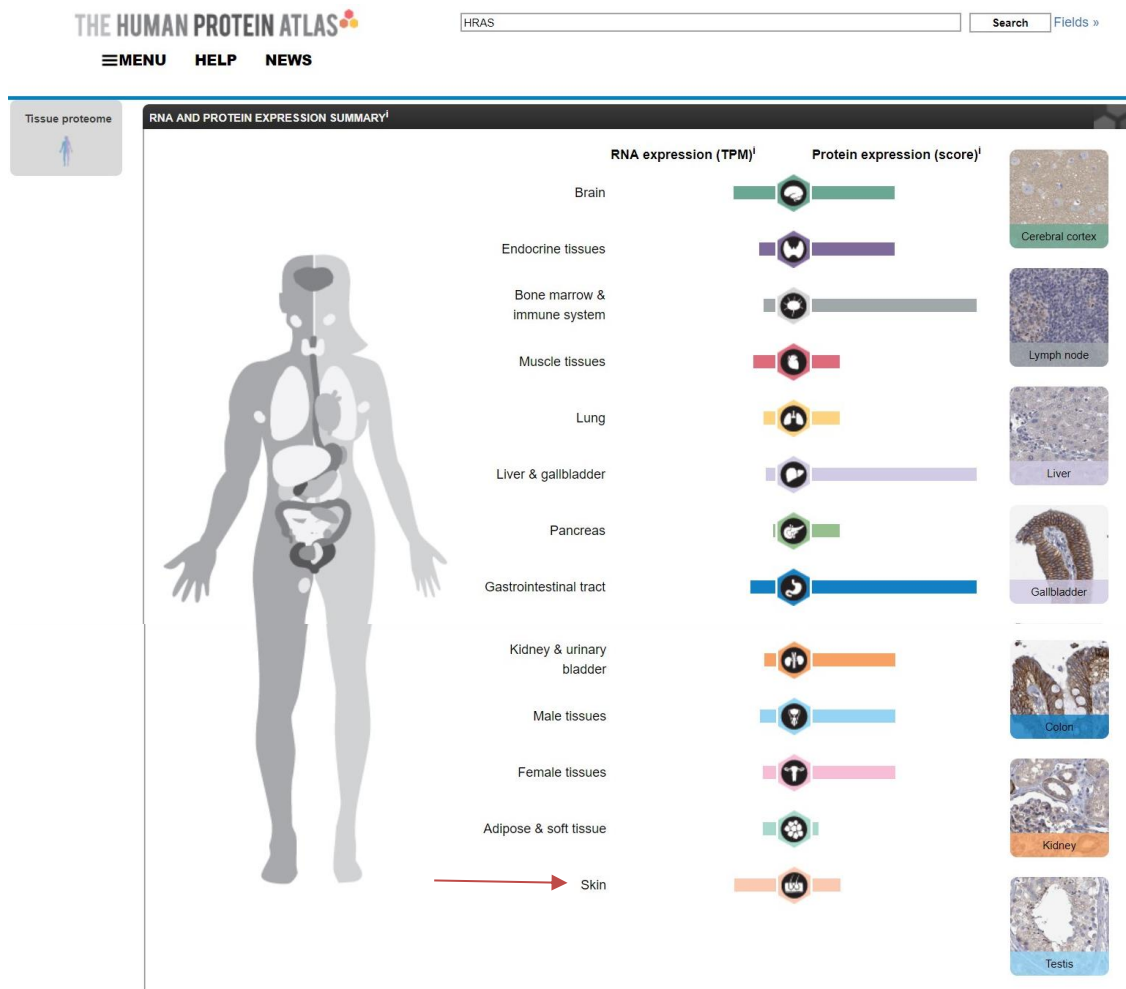 THE HUMAN PROTEIN ATLAS
HRAS
Search
Fields »
≡MENU HELP NEWS
Tissue proteome
RNA AND PROTEIN EXPRESSION SUMMARYⁱ
RNA expression (TPM)ⁱ
Protein expression (score)ⁱ
Brain
Endocrine tissues
Bone marrow &
immune system
Muscle tissues
Lung
Liver & gallbladder
Pancreas
Gastrointestinal tract
Kidney & urinary
bladder
Male tissues
Female tissues
Adipose & soft tissue
Skin
Cerebral cortex
Lymph node
Liver
Gallbladder
Colon
Kidney
Testis